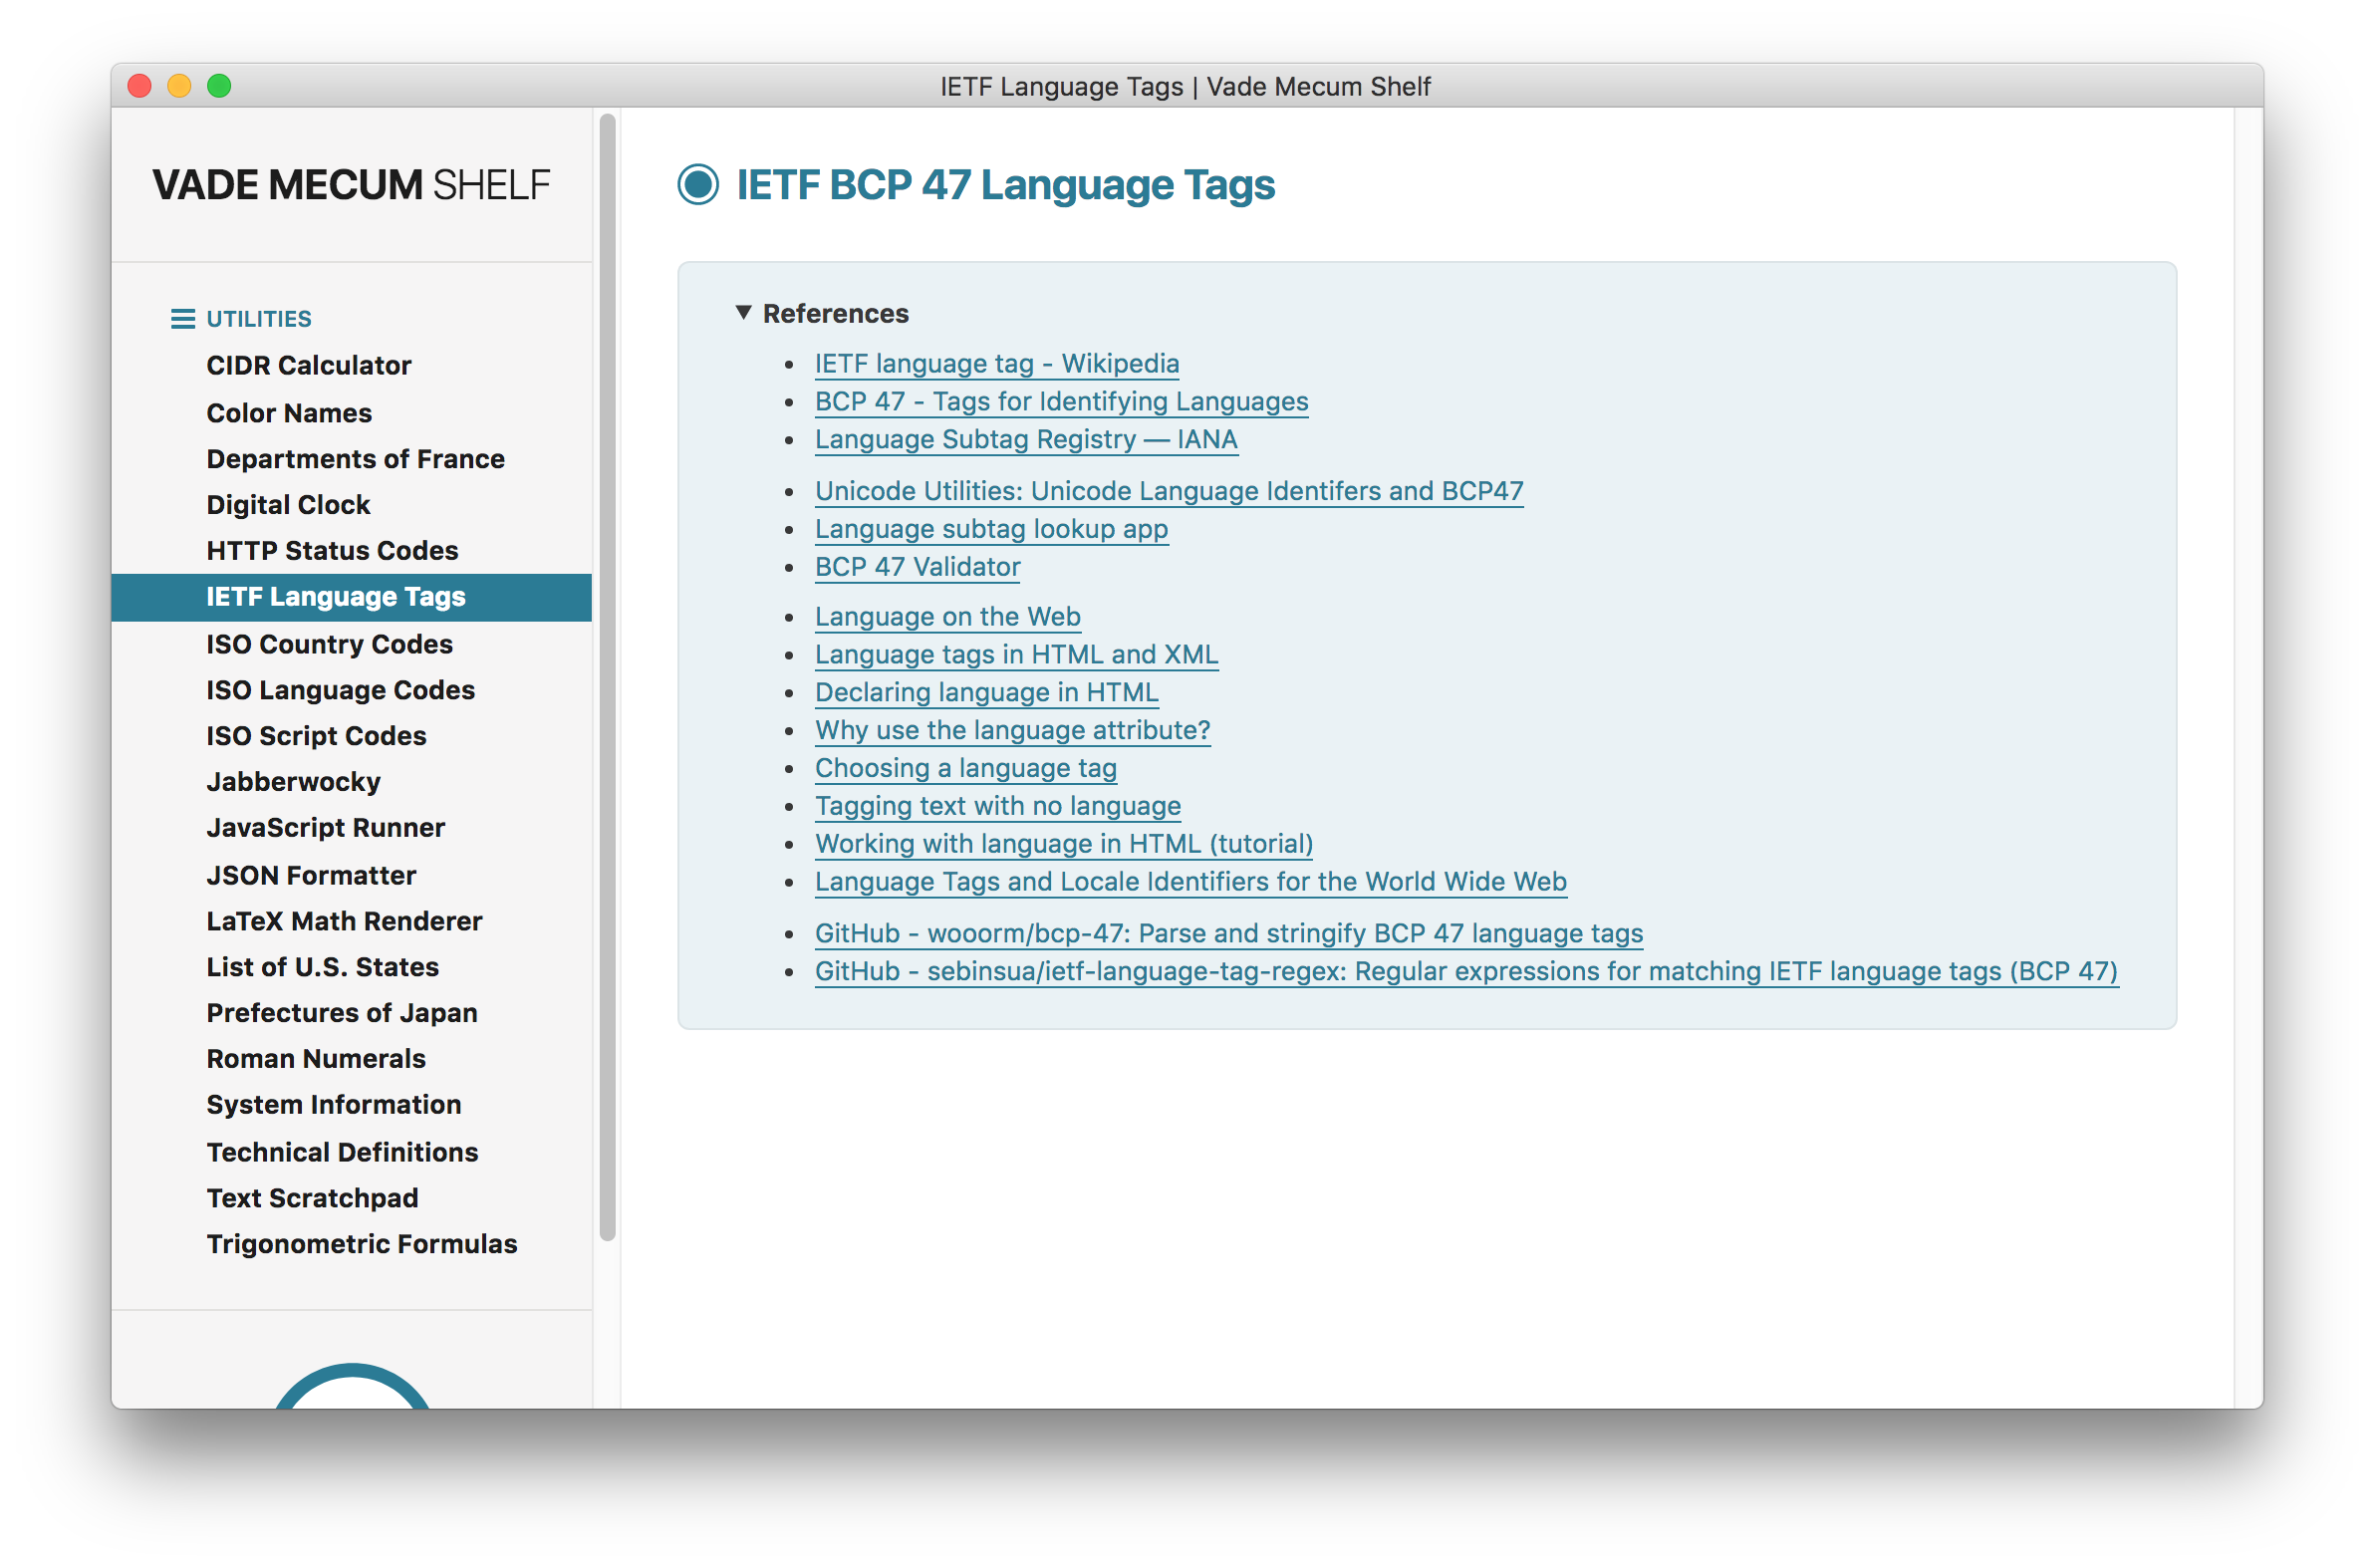 IETF Language Tags | Vade Mecum Shelf
VADE MECUM SHELF
UTILITIES
CIDR Calculator
Color Names
Departments of France
Digital Clock
HTTP Status Codes
IETF Language Tags
ISO Country Codes
ISO Language Codes
ISO Script Codes
Jabberwocky
JavaScript Runner
JSON Formatter
LaTeX Math Renderer
List of U.S. States
Prefectures of Japan
Roman Numerals
System Information
Technical Definitions
Text Scratchpad
Trigonometric Formulas
IETF BCP 47 Language Tags
References
IETF language tag - Wikipedia
BCP 47 - Tags for Identifying Languages
Language Subtag Registry — IANA
Unicode Utilities: Unicode Language Identifers and BCP47
Language subtag lookup app
BCP 47 Validator
Language on the Web
Language tags in HTML and XML
Declaring language in HTML
Why use the language attribute?
Choosing a language tag
Tagging text with no language
Working with language in HTML (tutorial)
Language Tags and Locale Identifiers for the World Wide Web
GitHub - wooorm/bcp-47: Parse and stringify BCP 47 language tags
GitHub - sebinsua/ietf-language-tag-regex: Regular expressions for matching IETF language tags (BCP 47)